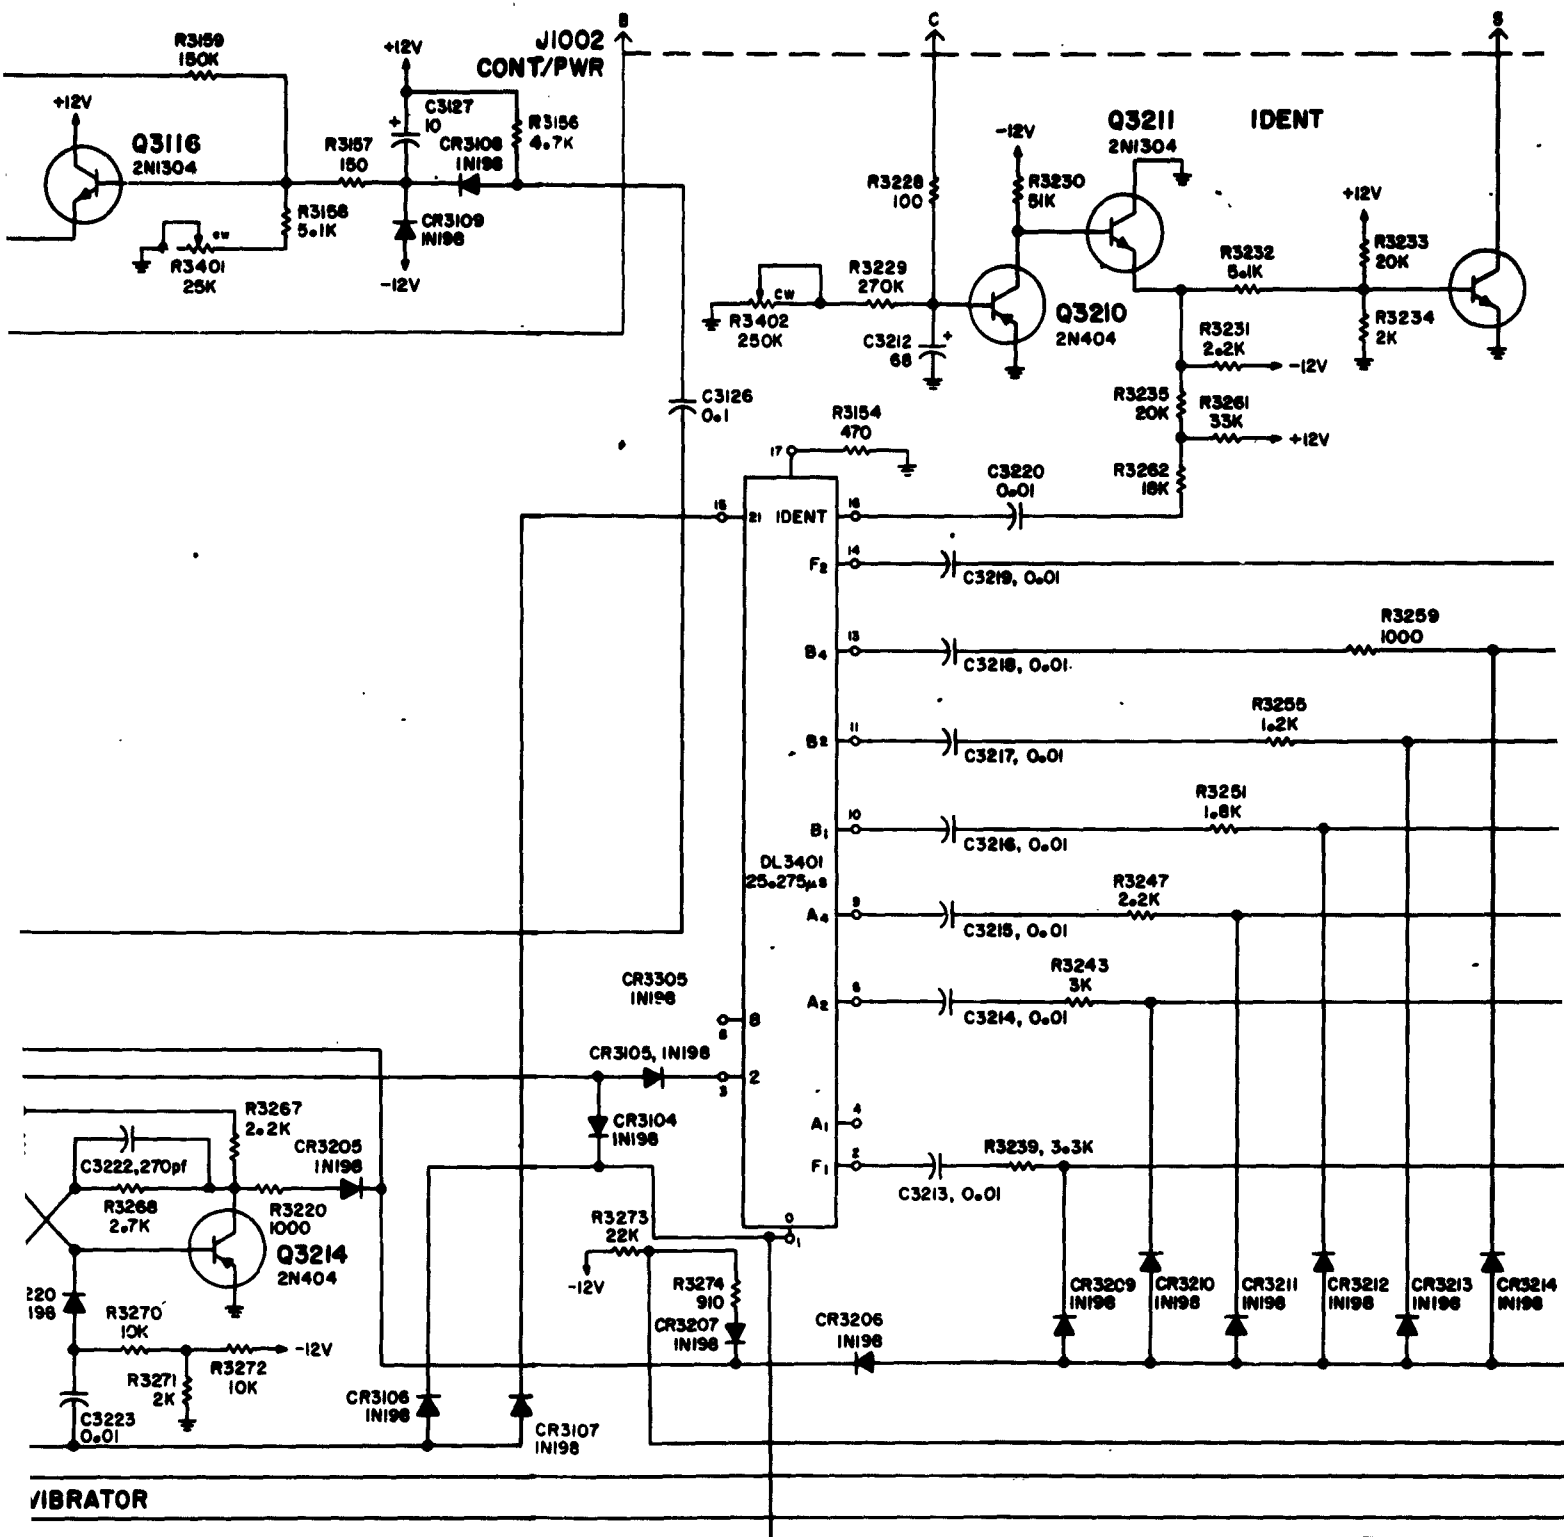 B
C
S
J1002
CONT/PWR
R3159
150K
+12V
+12V
C3127
10
+
R3156
4.7K
Q3116
2N1304
R3157
150
CR3108
1N198
R3158
5.1K
CR3109
1N198
CW
R3401
25K
-12V
-12V
Q3211
2N1304
IDENT
R3228
100
R3230
51K
+12V
R3232
5.1K
R3233
20K
R3229
270K
CW
R3402
250K
C3212
68
+
Q3210
2N404
R3231
2.2K
-12V
R3234
2K
R3235
20K
R3261
33K
+12V
C3126
0.1
R3154
470
17
C3220
0.01
R3262
18K
15
21
IDENT
16
F2
14
C3219, 0.01
R3259
1000
B4
13
C3218, 0.01
R3255
1.2K
B2
11
C3217, 0.01
R3251
1.8K
B1
10
C3216, 0.01
DL3401
25.275μs
R3247
2.2K
A4
9
C3215, 0.01
R3243
3K
CR3305
1N198
A2
6
C3214, 0.01
8
CR3105, 1N198
2
3
CR3104
1N198
A1
4
R3239, 3.3K
F1
2
C3213, 0.01
0
1
R3267
2.2K
C3222, 270pf
CR3205
1N198
R3268
2.7K
R3220
1000
Q3214
2N404
R3273
22K
-12V
R3274
910
CR3207
1N198
CR3206
1N198
CR3209
1N198
CR3210
1N198
CR3211
1N198
CR3212
1N198
CR3213
1N198
CR3214
1N198
220
198
R3270
10K
-12V
R3271
2K
R3272
10K
C3223
0.01
CR3106
1N198
CR3107
1N198
VIBRATOR